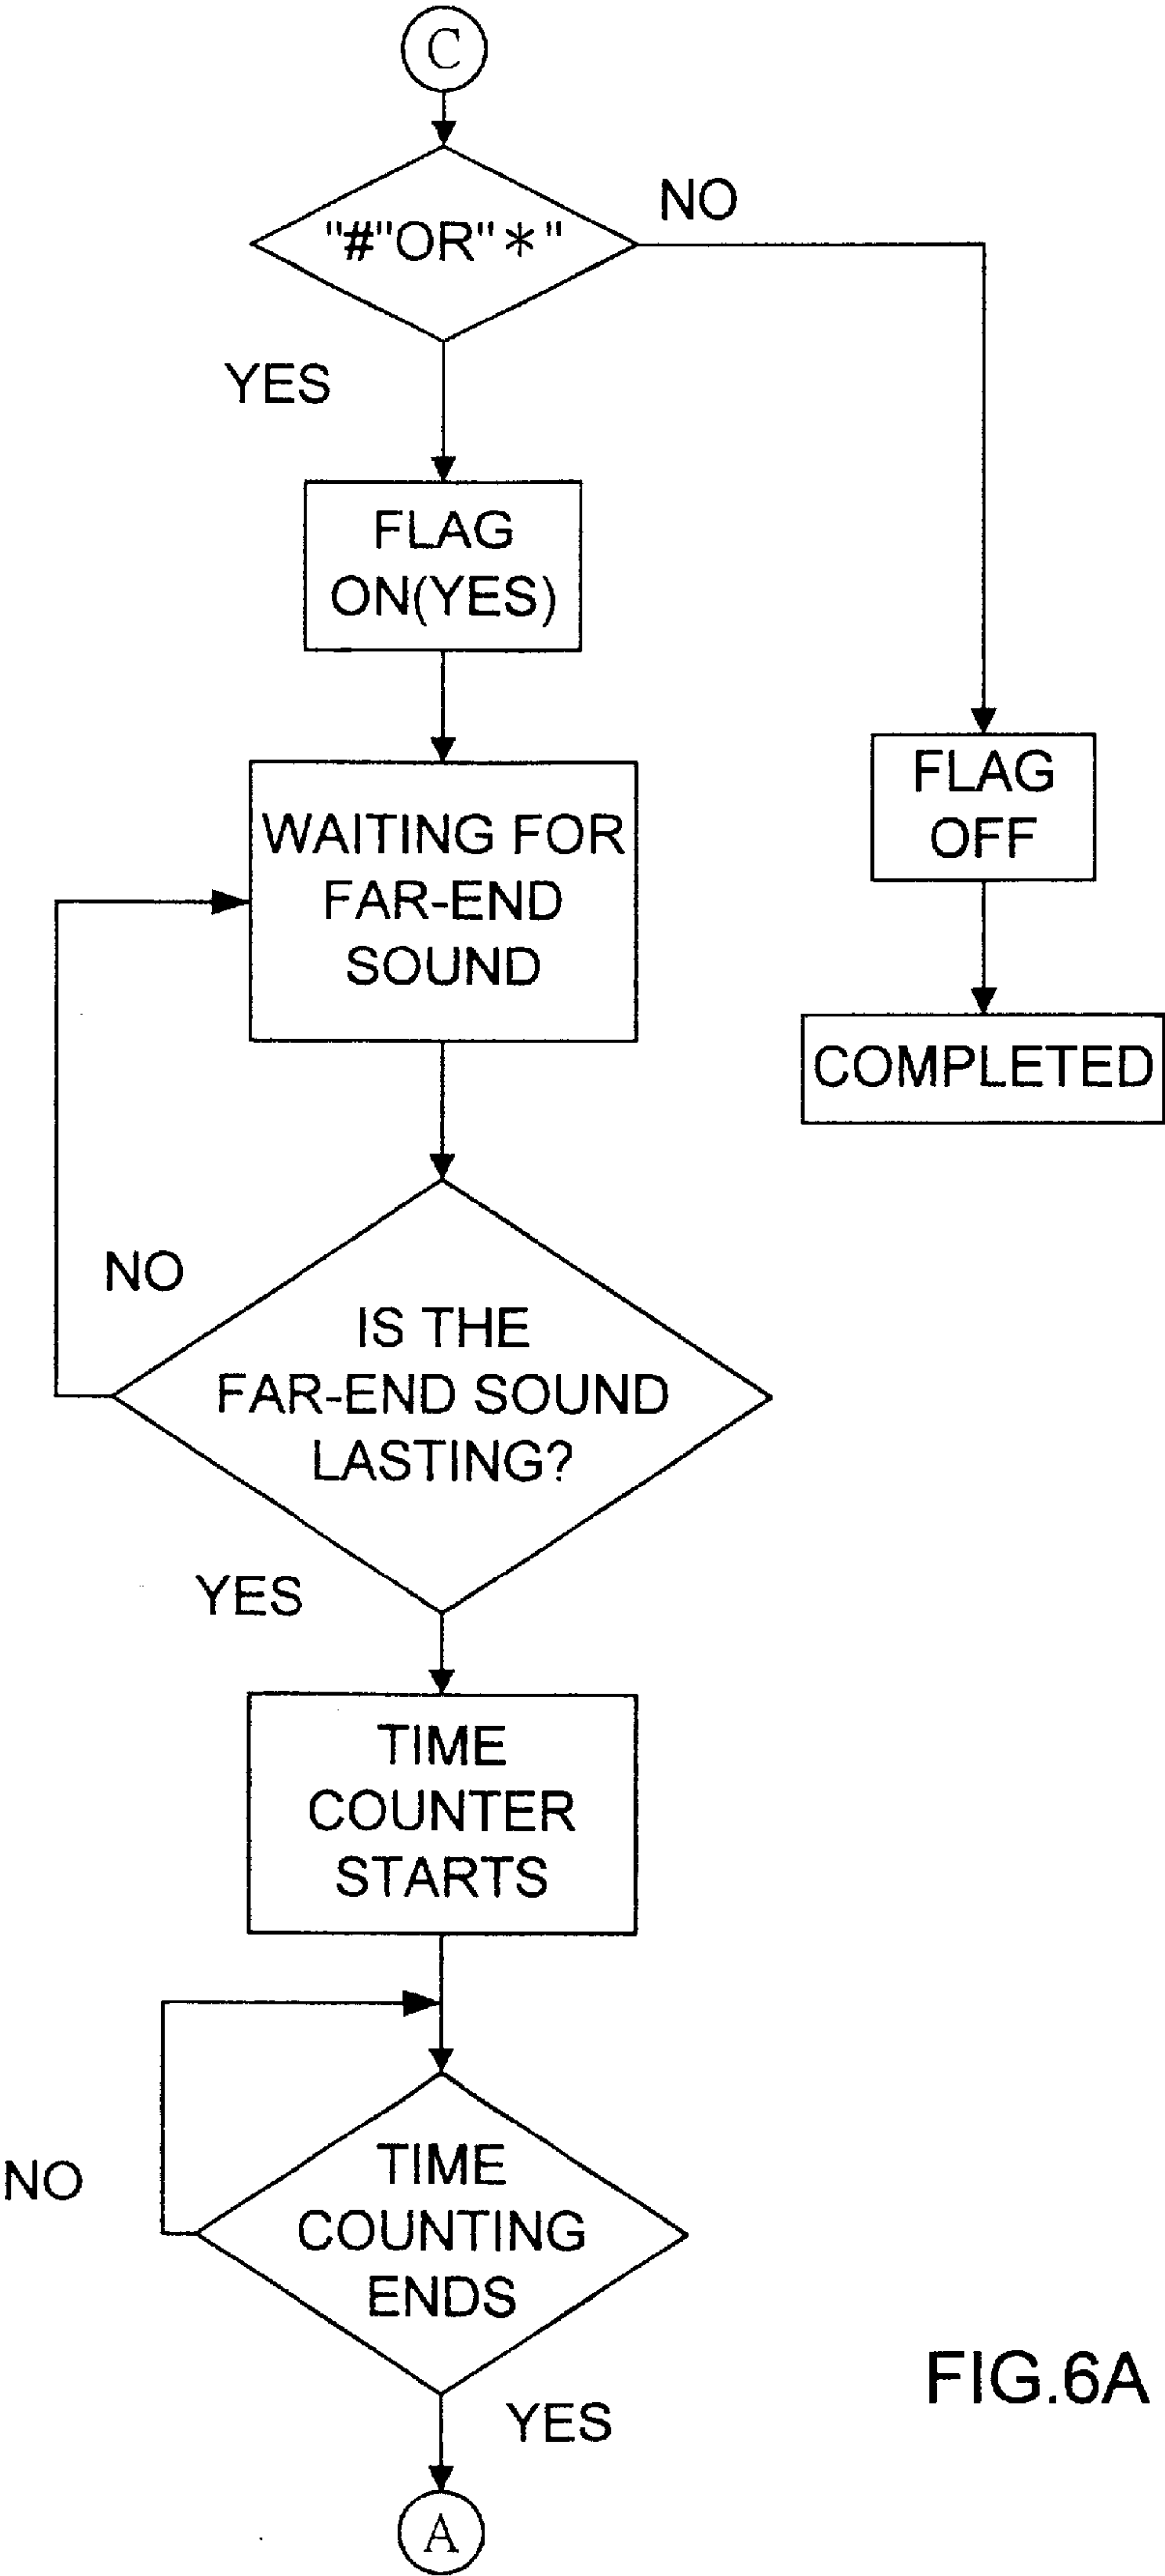 C
"#"OR"*"
NO
YES
FLAG
ON(YES)
FLAG
OFF
WAITING FOR
FAR-END
SOUND
COMPLETED
NO
IS THE
FAR-END SOUND
LASTING?
YES
TIME
COUNTER
STARTS
NO
TIME
COUNTING
ENDS
YES
A
FIG.6A